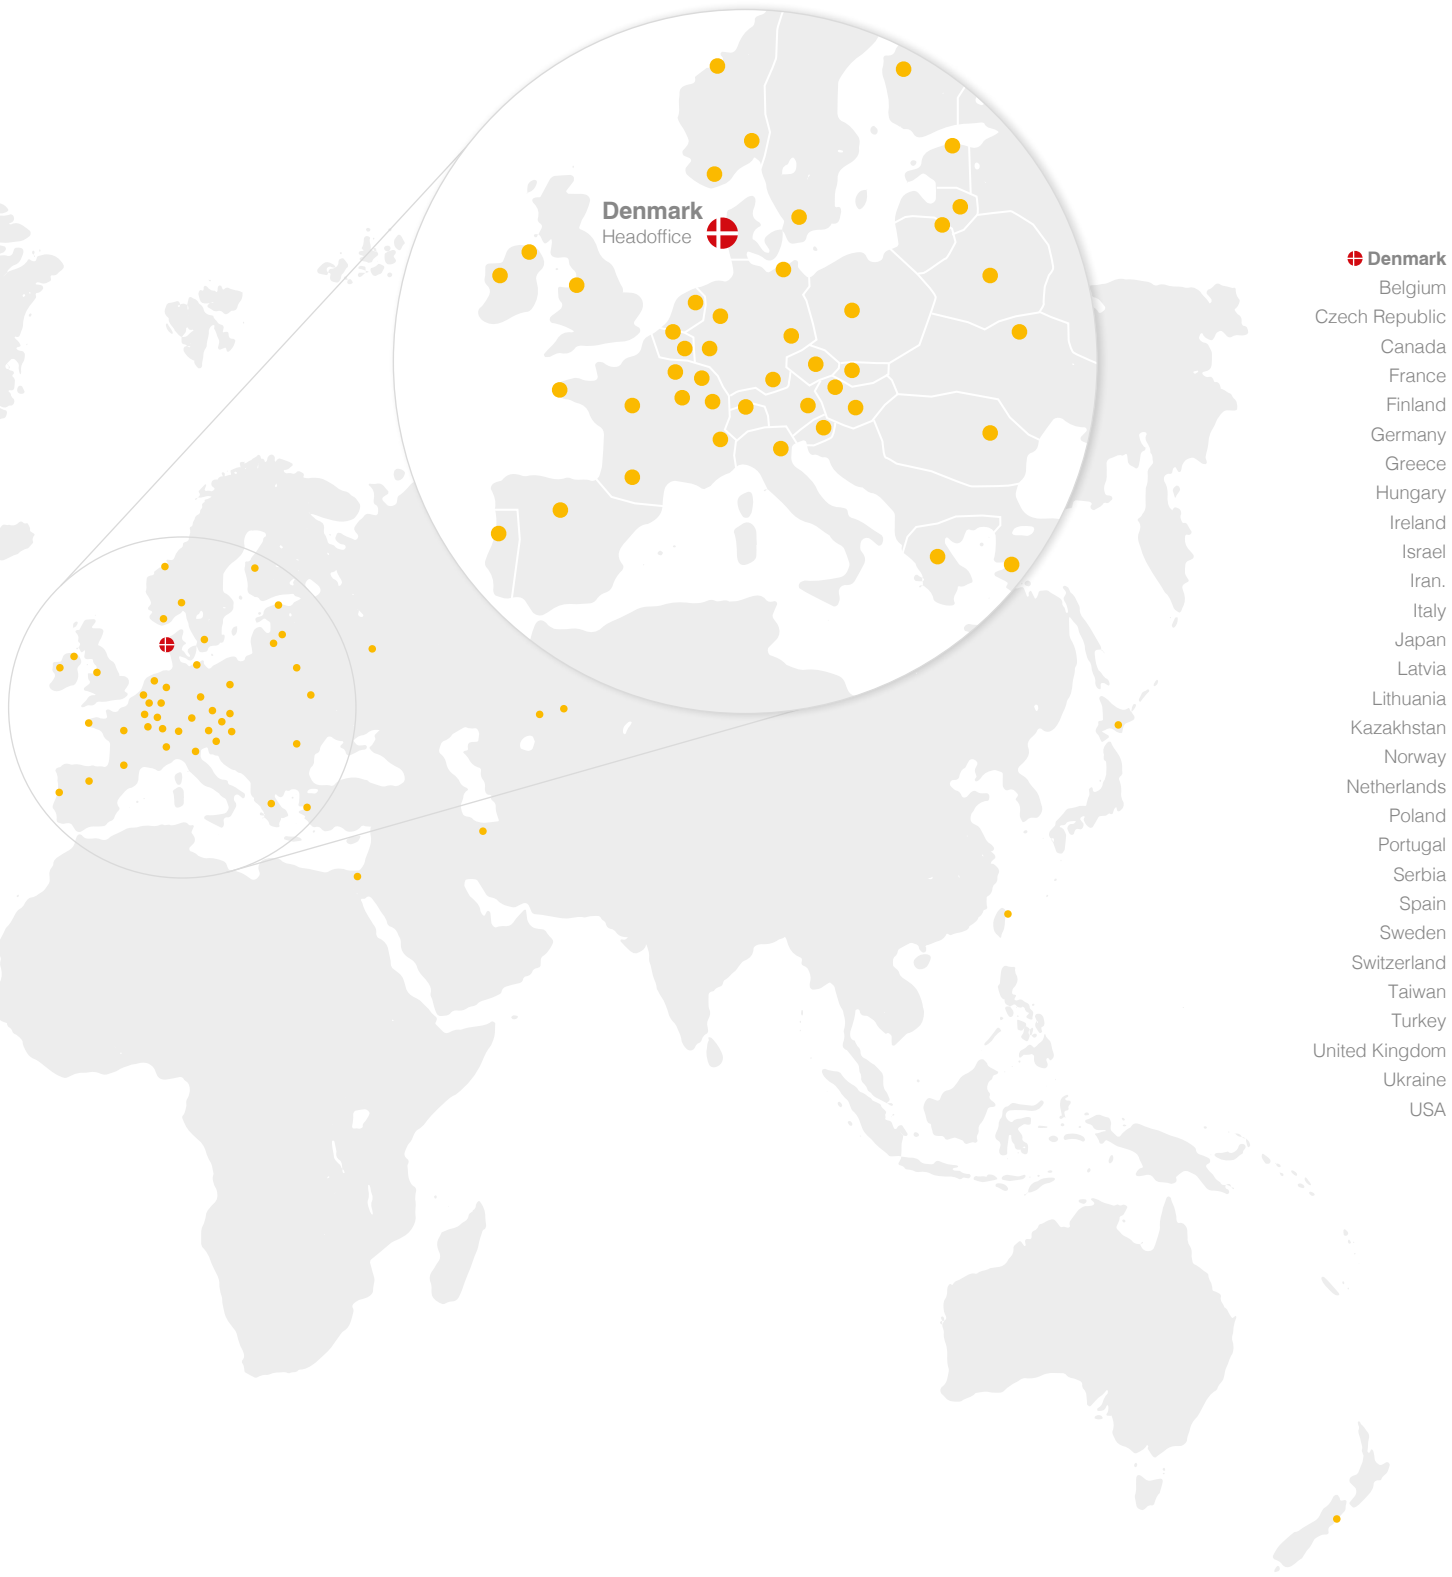 Denmark
Headoffice
Denmark
Belgium
Czech Republic
Canada
France
Finland
Germany
Greece
Hungary
Ireland
Israel
Iran.
Italy
Japan
Latvia
Lithuania
Kazakhstan
Norway
Netherlands
Poland
Portugal
Serbia
Spain
Sweden
Switzerland
Taiwan
Turkey
United Kingdom
Ukraine
USA